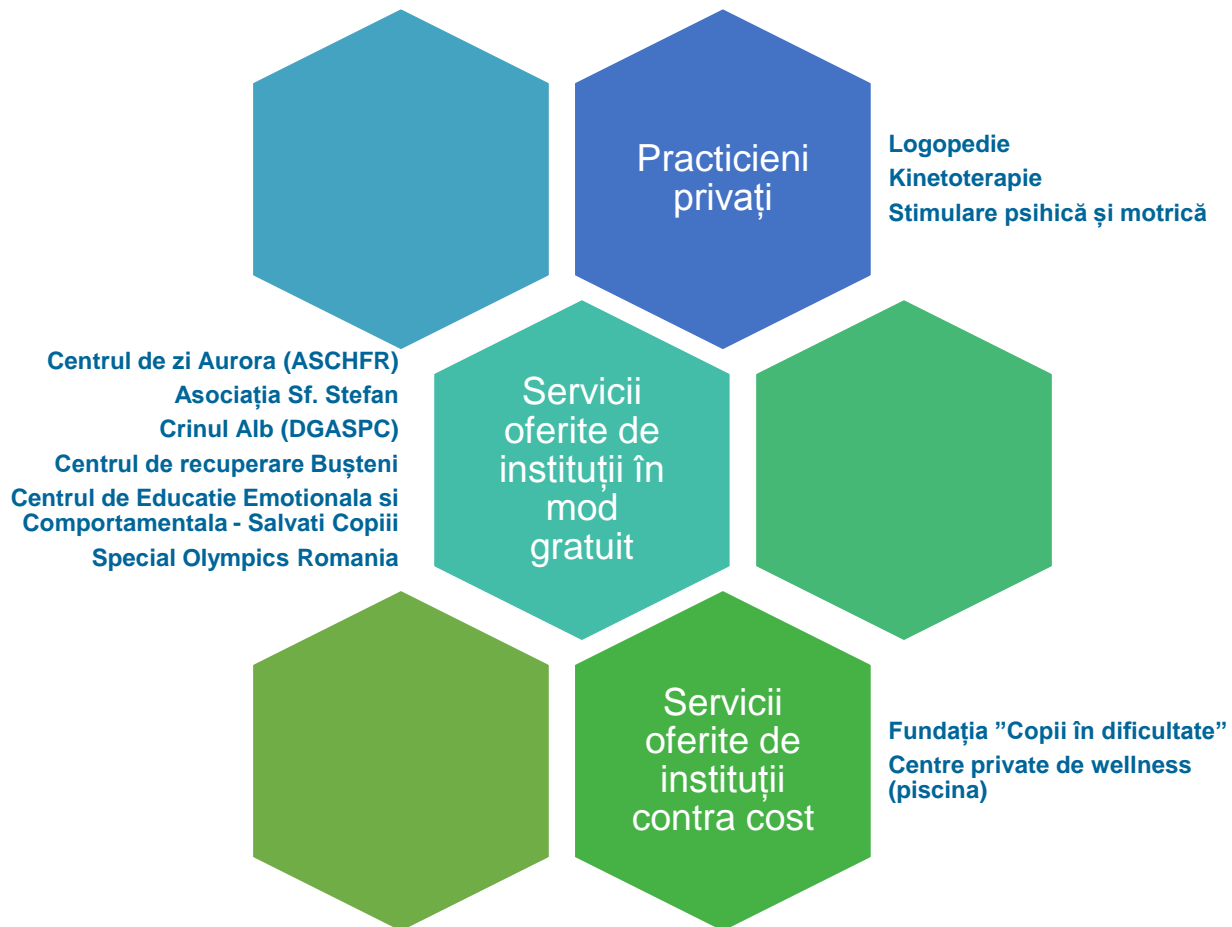 Practicieni
privați
Logopedie
Kinetoterapie
Stimulare psihică și motrică
Centrul de zi Aurora (ASCHFR)
Asociația Sf. Stefan
Crinul Alb (DGASPC)
Centrul de recuperare Bușteni
Centrul de Educatie Emotionala si
Comportamentala - Salvati Copiii
Special Olympics Romania
Servicii
oferite de
instituții în
mod
gratuit
Servicii
oferite de
instituții
contra cost
Fundația ”Copii în dificultate”
Centre private de wellness
(piscina)